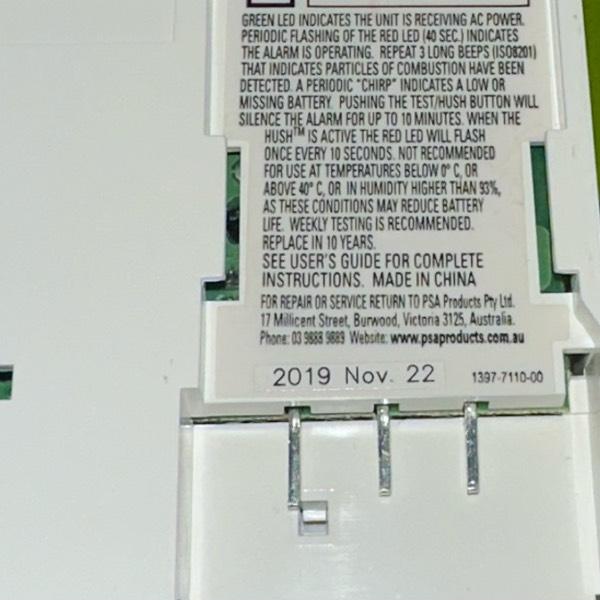 GREEN LED INDICATES THE UNIT IS RECEIVING AC POWER.
PERIODIC FLASHING OF THE RED LED (40 SEC.) INDICATES
THE ALARM IS OPERATING. REPEAT 3 LONG BEEPS (ISO8201)
THAT INDICATES PARTICLES OF COMBUSTION HAVE BEEN
DETECTED. A PERIODIC "CHIRP" INDICATES A LOW OR
MISSING BATTERY. PUSHING THE TEST/HUSH BUTTON WILL
SILENCE THE ALARM FOR UP TO 10 MINUTES. WHEN THE
HUSH™ IS ACTIVE THE RED LED WILL FLASH
ONCE EVERY 10 SECONDS. NOT RECOMMENDED
FOR USE AT TEMPERATURES BELOW 0° C, OR
ABOVE 40° C, OR IN HUMIDITY HIGHER THAN 93%,
AS THESE CONDITIONS MAY REDUCE BATTERY
LIFE. WEEKLY TESTING IS RECOMMENDED.
REPLACE IN 10 YEARS.
SEE USER'S GUIDE FOR COMPLETE
INSTRUCTIONS. MADE IN CHINA
FOR REPAIR OR SERVICE RETURN TO PSA Products Pty Ltd.
17 Millicent Street, Burwood, Victoria 3125, Australia.
Phone: 03 9888 9889 Website: www.psaproducts.com.au
2019 Nov. 22 1397-7110-00